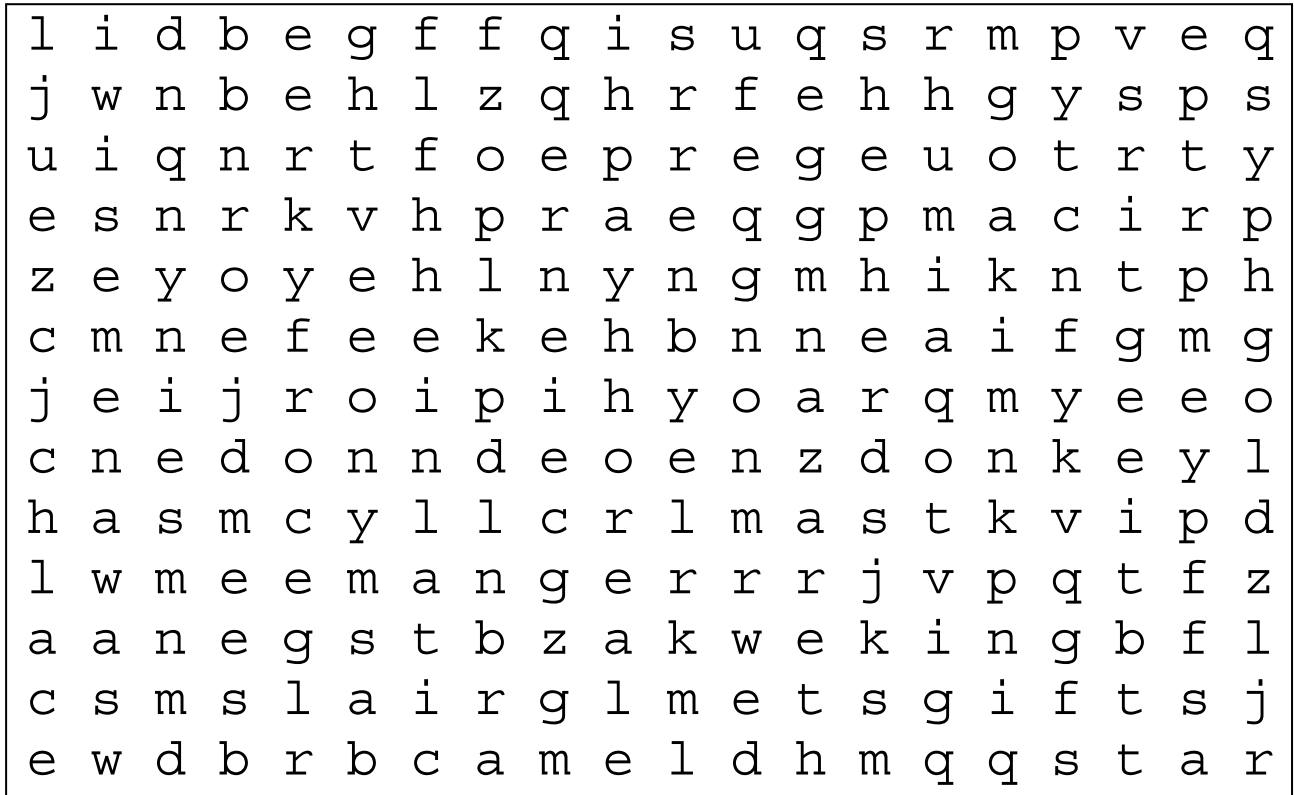 l i d b e g f f q i s u q s r m p v e q
j w n b e h l z q h r f e h h g y s p s
u i q n r t f o e p r e g e u o t r t y
e s n r k v h p r a e q g p m a c i r p
z e y o y e h l n y n g m h i k n t p h
c m n e f e e k e h b n n e a i f g m g
j e i j r o i p i h y o a r q m y e e o
c n e d o n n d e o e n z d o n k e y l
h a s m c y l l c r l m a s t k v i p d
l w m e e m a n g e r r r j v p q t f z
a a n e g s t b z a k w e k i n g b f l
c s m s l a i r g l m e t s g i f t s j
e w d b r b c a m e l d h m q q s t a r